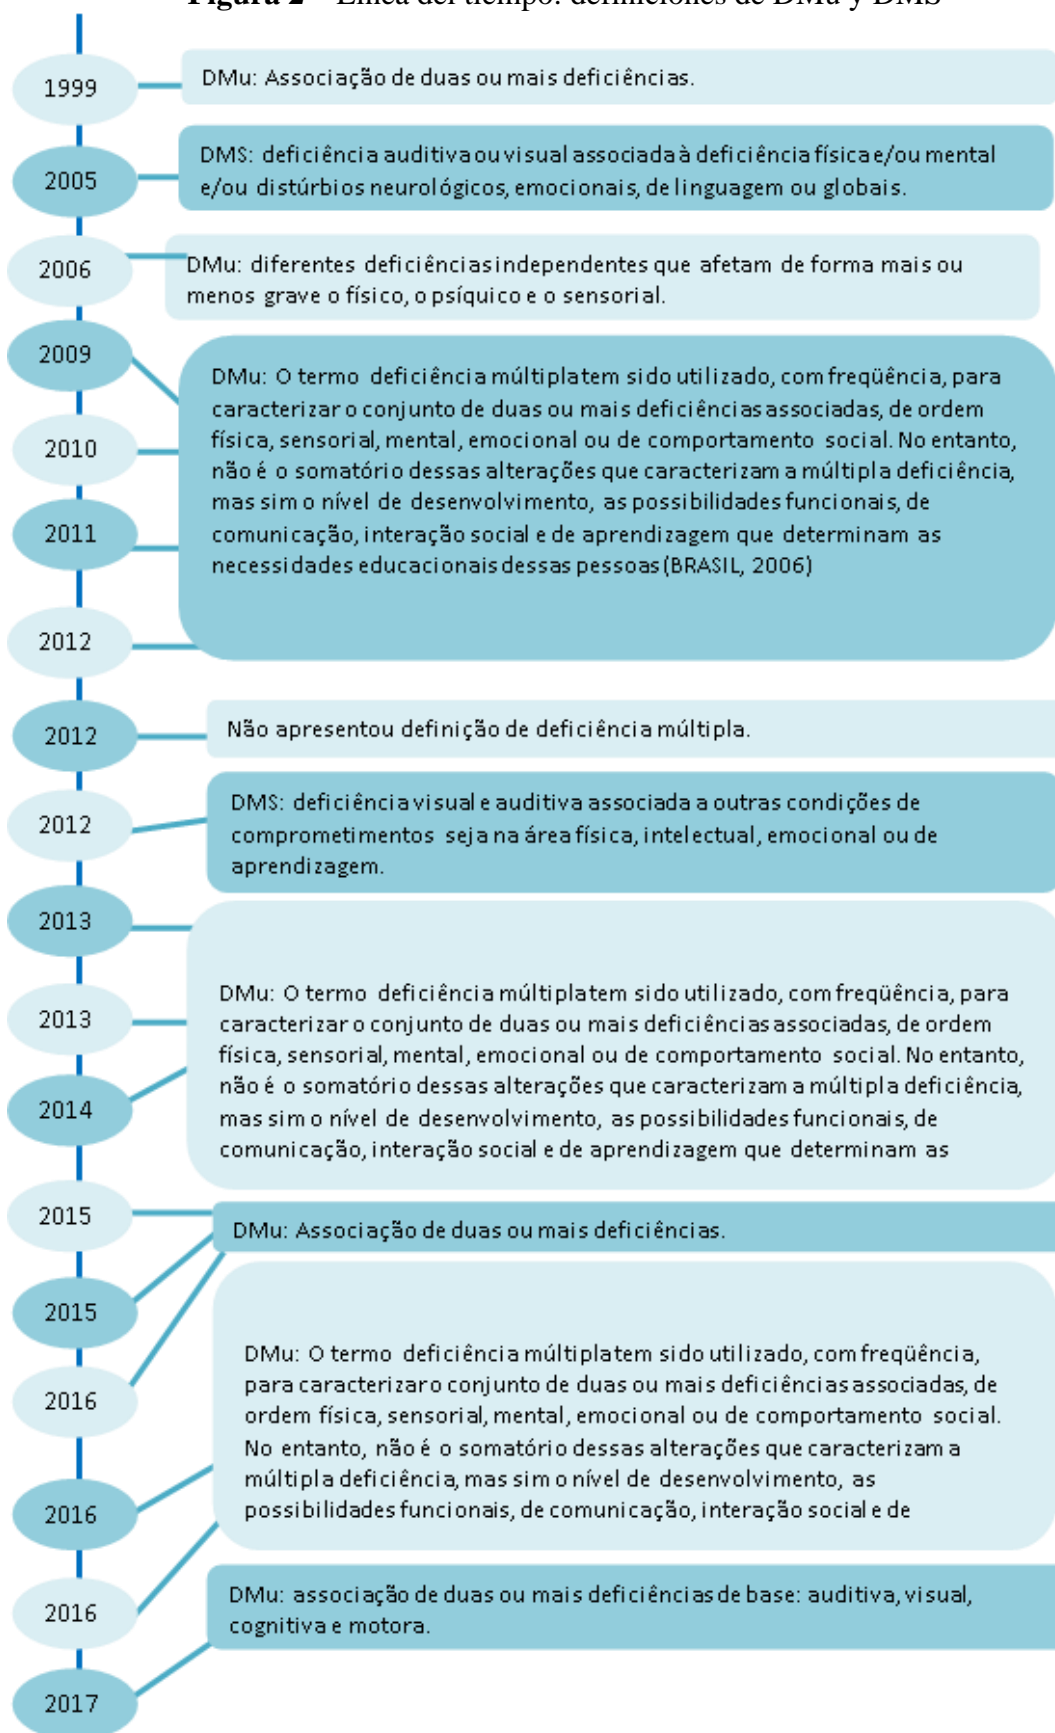 Figura 2 – Línea del tiempo: definiciones de DMu y DMS
1999
DMu: Associação de duas ou mais deficiências.
2005
DMS: deficiência auditiva ou visual associada à deficiência física e/ou mental
e/ou distúrbios neurológicos, emocionais, de linguagem ou globais.
2006
DMu: diferentes deficiências independentes que afetam de forma mais ou
menos grave o físico, o psíquico e o sensorial.
2009
2010
2011
2012
DMu: O termo deficiência múltipla tem sido utilizado, com freqüência, para
caracterizar o conjunto de duas ou mais deficiências associadas, de ordem
física, sensorial, mental, emocional ou de comportamento social. No entanto,
não é o somatório dessas alterações que caracterizam a múltipla deficiência,
mas sim o nível de desenvolvimento, as possibilidades funcionais, de
comunicação, interação social e de aprendizagem que determinam as
necessidades educacionais dessas pessoas (BRASIL, 2006)
2012
Não apresentou definição de deficiência múltipla.
2012
DMS: deficiência visual e auditiva associada a outras condições de
comprometimentos seja na área física, intelectual, emocional ou de
aprendizagem.
2013
2013
2014
DMu: O termo deficiência múltipla tem sido utilizado, com freqüência, para
caracterizar o conjunto de duas ou mais deficiências associadas, de ordem
física, sensorial, mental, emocional ou de comportamento social. No entanto,
não é o somatório dessas alterações que caracterizam a múltipla deficiência,
mas sim o nível de desenvolvimento, as possibilidades funcionais, de
comunicação, interação social e de aprendizagem que determinam as
2015
2015
2016
DMu: Associação de duas ou mais deficiências.
2016
2016
DMu: O termo deficiência múltipla tem sido utilizado, com freqüência,
para caracterizar o conjunto de duas ou mais deficiências associadas, de
ordem física, sensorial, mental, emocional ou de comportamento social.
No entanto, não é o somatório dessas alterações que caracterizam a
múltipla deficiência, mas sim o nível de desenvolvimento, as
possibilidades funcionais, de comunicação, interação social e de
2017
DMu: associação de duas ou mais deficiências de base: auditiva, visual,
cognitiva e motora.